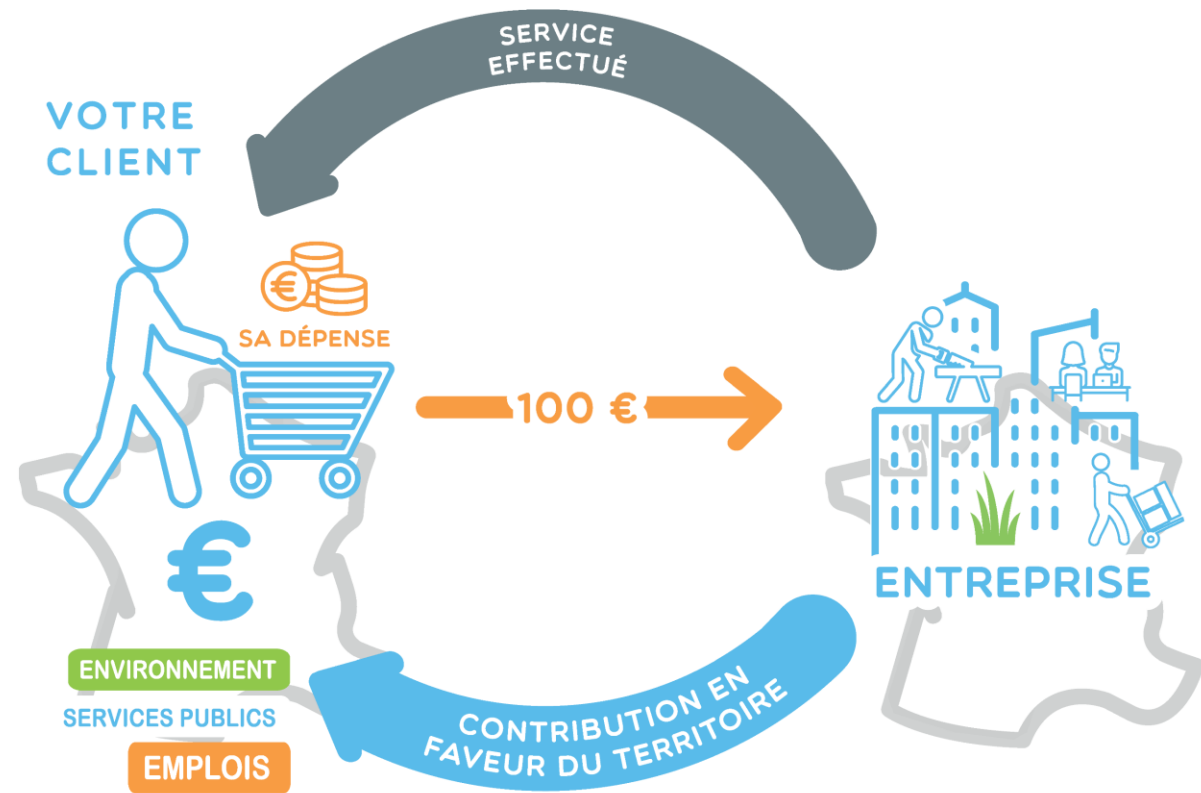 SERVICE
EFFECTUÉ
VOTRE
CLIENT
€
SA DÉPENSE
100 €
ENTREPRISE
€
ENVIRONNEMENT
SERVICES PUBLICS
EMPLOIS
CONTRIBUTION EN
FAVEUR DU TERRITOIRE